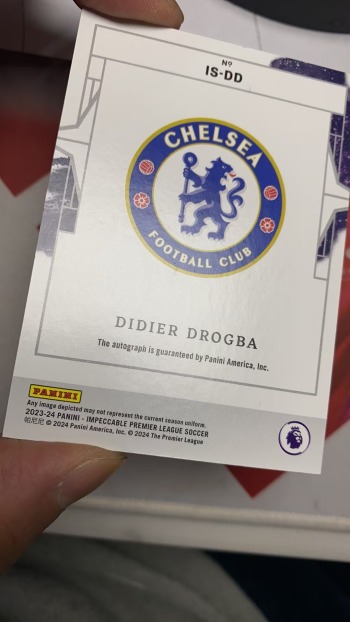 Nº
IS-DD
CHELSEA
FOOTBALL CLUB
DIDIER DROGBA
The autograph is guaranteed by Panini America, Inc.
PANINI
Any image depicted may not represent the current season uniform.
2023-24 PANINI - IMPECCABLE PREMIER LEAGUE SOCCER
帕尼尼 © 2024 Panini America, Inc. © 2024 The Premier League